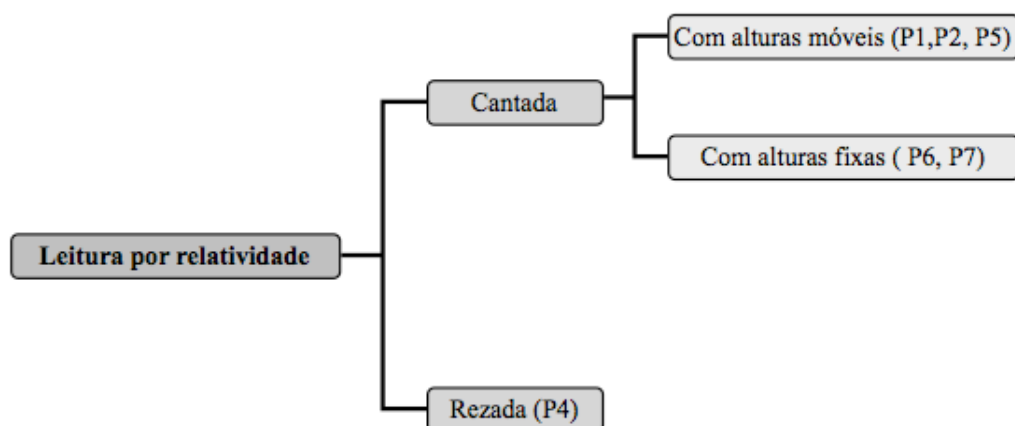 Com alturas móveis (P1,P2, P5)
Cantada
Com alturas fixas ( P6, P7)
Leitura por relatividade
Rezada (P4)